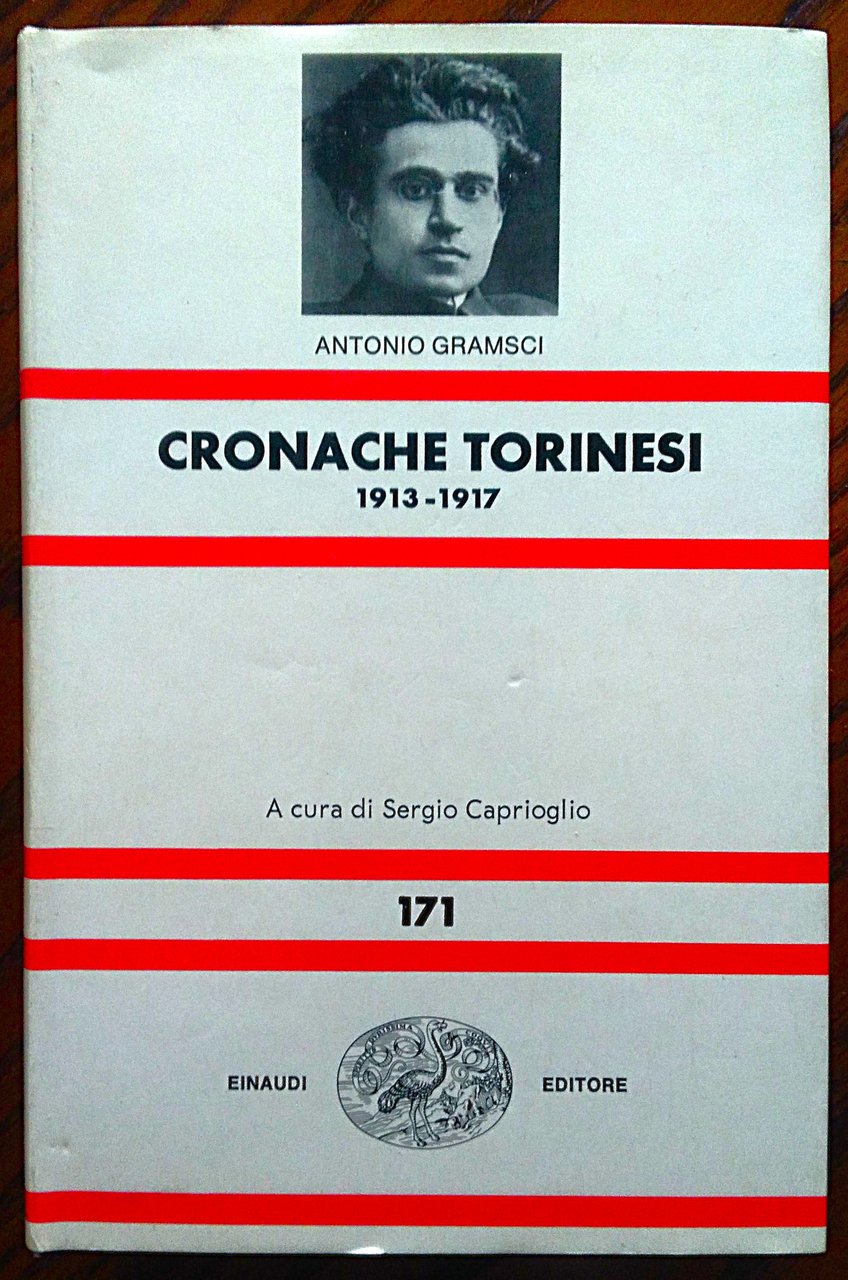 ANTONIO GRAMSCI
CRONACHE TORINESI
1913-1917
A cura di Sergio Caprioglio
171
EINAUDI EDITORE